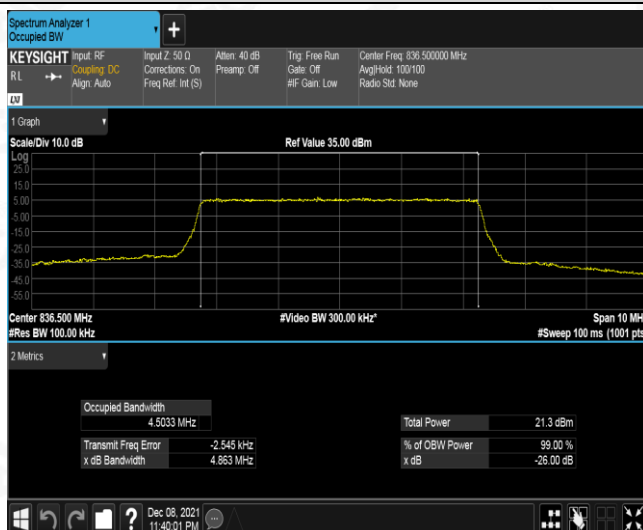 Spectrum Analyzer 1
Occupied BW
+
KEYSIGHT
RL
LXI
Input: RF
Coupling: DC
Align: Auto
Input Z: 50 Ω
Corrections: On
Freq Ref: Int (S)
Atten: 40 dB
Preamp: Off
Trig: Free Run
Gate: Off
#IF Gain: Low
Center Freq: 836.500000 MHz
Avg|Hold: 100/100
Radio Std: None
1 Graph
Scale/Div 10.0 dB
Ref Value 35.00 dBm
Log
25.0
15.0
5.00
-5.00
-15.0
-25.0
-35.0
-45.0
-55.0
Center 836.500 MHz
#Video BW 300.00 kHz*
Span 10 MH
#Res BW 100.00 kHz
#Sweep 100 ms (1001 pts
2 Metrics
Occupied Bandwidth
4.5033 MHz
Transmit Freq Error -2.545 kHz
x dB Bandwidth 4.863 MHz
Total Power 21.3 dBm
% of OBW Power 99.00 %
x dB -26.00 dB
?
Dec 08, 2021
11:40:01 PM